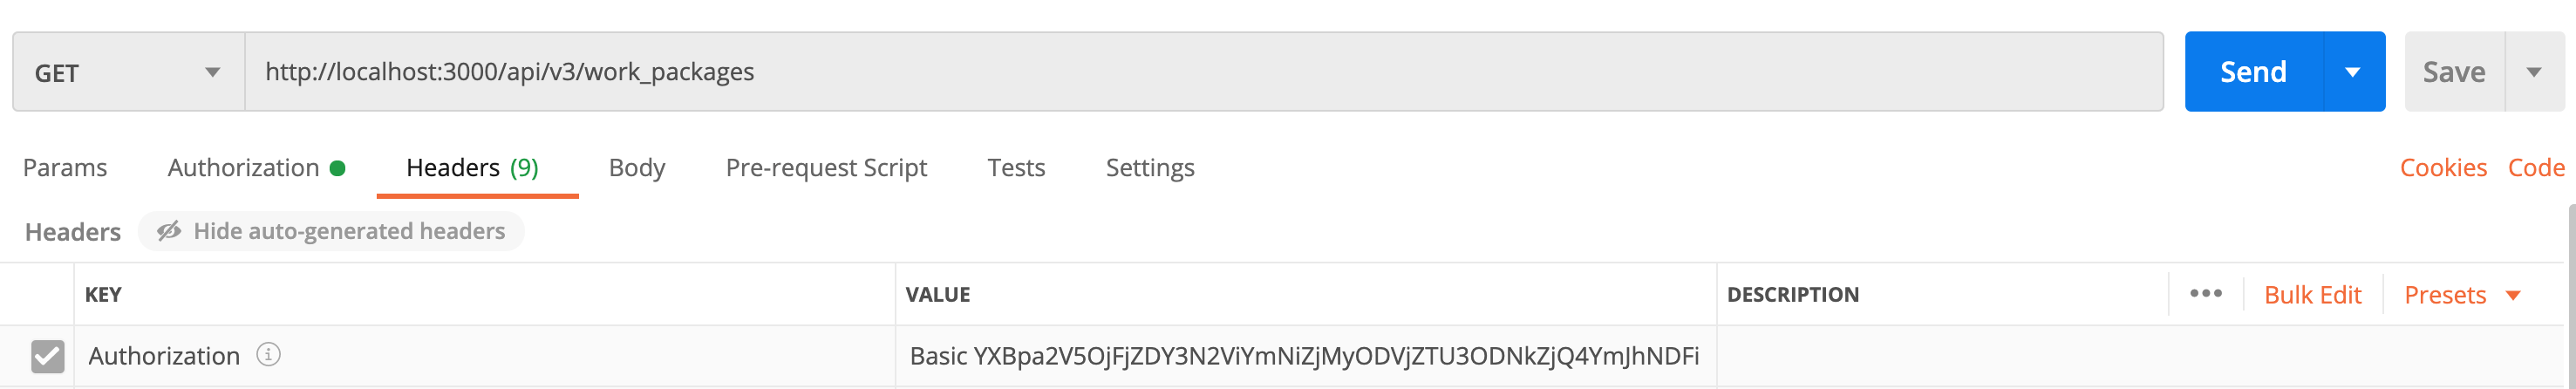 GET http://localhost:3000/api/v3/work_packages Send Save
Params Authorization Headers (9) Body Pre-request Script Tests Settings Cookies Code
Headers Hide auto-generated headers
KEY VALUE DESCRIPTION ••• Bulk Edit Presets
Authorization Basic YXBpa2V5OjFjZDY3N2ViYmNiZjMyODVjZTU3ODNkZjQ4YmJhNDFi